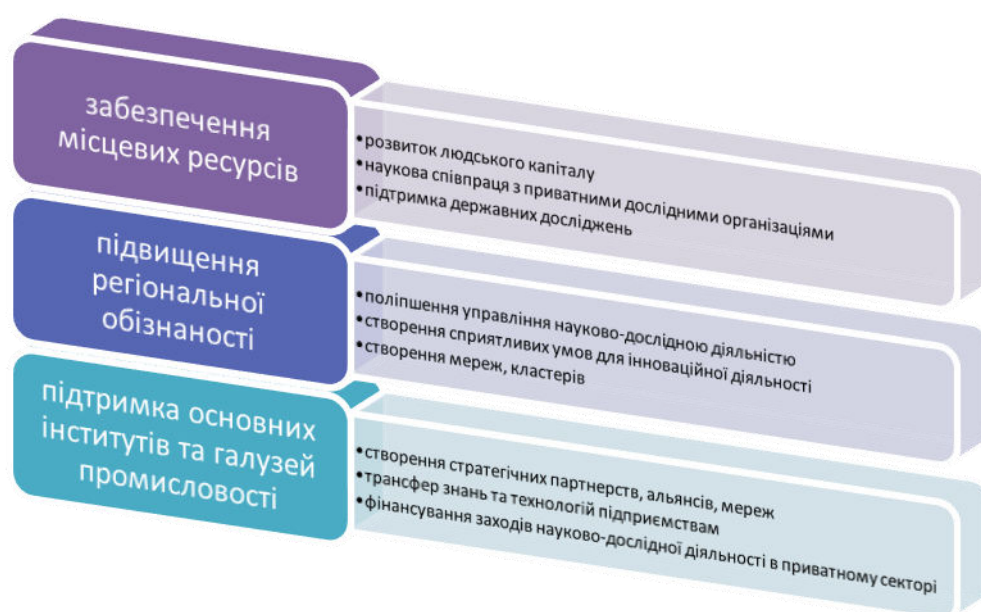 забезпечення
місцевих ресурсів
•розвиток людського капіталу
•наукова співпраця з приватними дослідними організаціями
•підтримка державних досліджень
підвищення
регіональної
обізнаності
•поліпшення управління науково-дослідною діяльністю
•створення сприятливих умов для інноваційної діяльності
•створення мереж, кластерів
підтримка основних
інститутів та галузей
промисловості
•створення стратегічних партнерств, альянсів, мереж
•трансфер знань та технологій підприємствам
•фінансування заходів науково-дослідної діяльності в приватному секторі